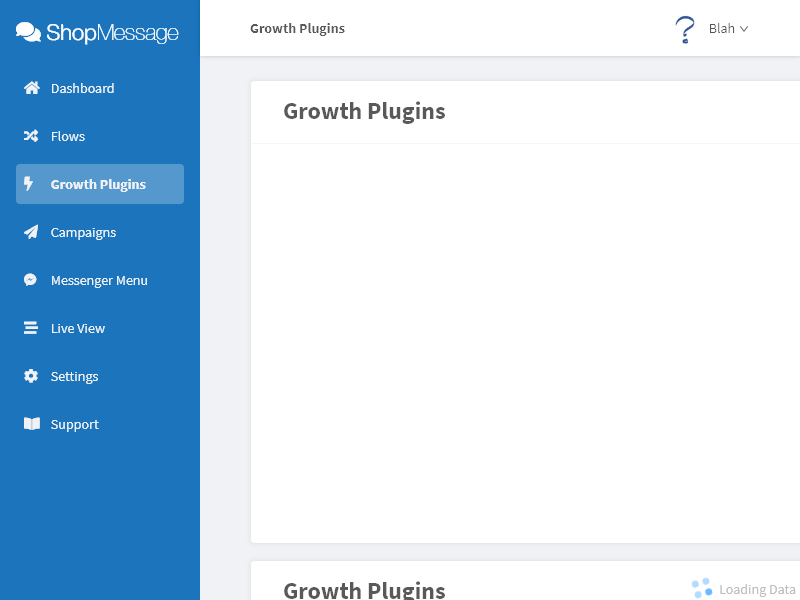 ShopMessage
Growth Plugins
Blah
Dashboard
Flows
Growth Plugins
Campaigns
Messenger Menu
Live View
Settings
Support
Growth Plugins
Growth Plugins
Loading Data